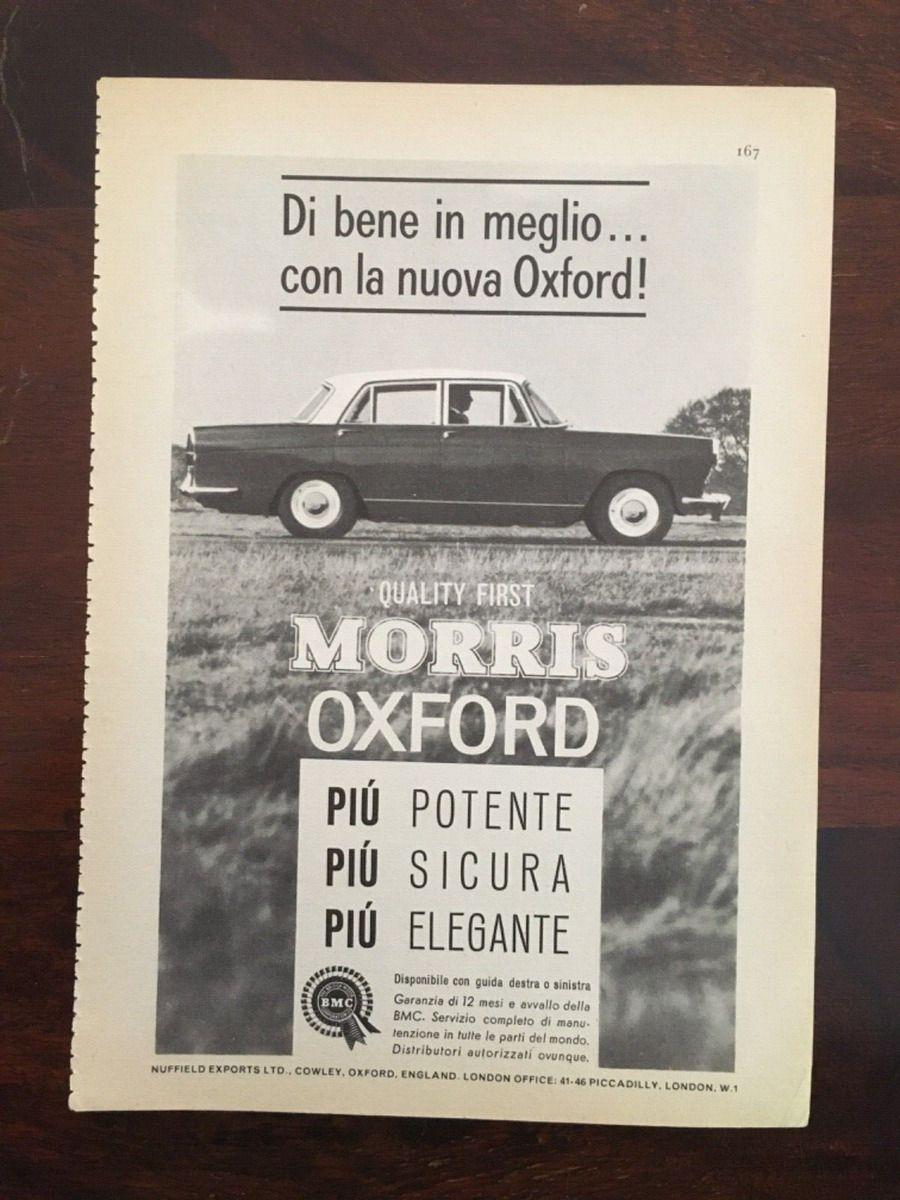 167
Di bene in meglio...
con la nuova Oxford!
QUALITY FIRST
MORRIS
OXFORD
PIÚ POTENTE
PIÚ SICURA
PIÚ ELEGANTE
BMC
Disponibile con guida destra o sinistra
Garanzia di 12 mesi e avvallo della
BMC. Servizio completo di manu-
tenzione in tutte le parti del mondo.
Distributori autorizzati ovunque.
NUFFIELD EXPORTS LTD., COWLEY, OXFORD, ENGLAND. LONDON OFFICE: 41-46 PICCADILLY, LONDON, W.1